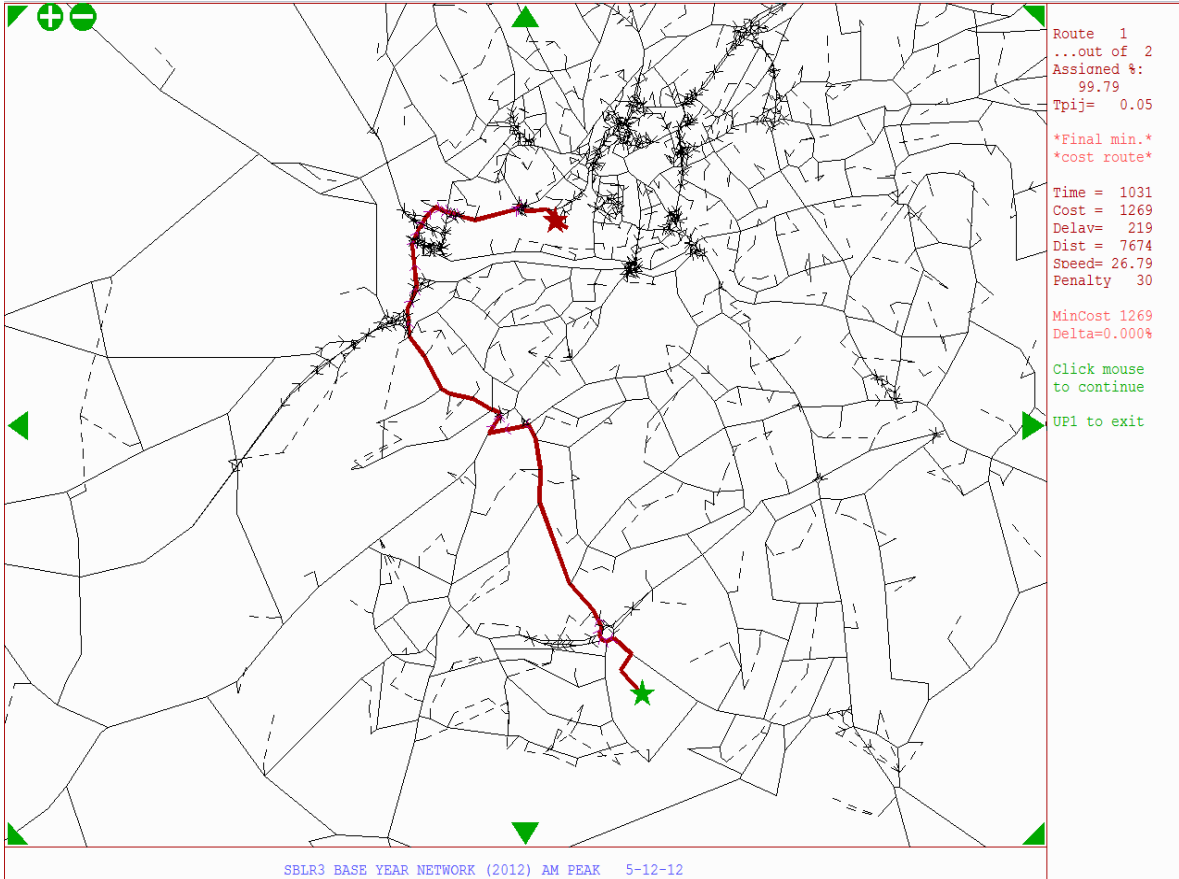 Route 1
...out of 2
Assigned %:
99.79
Tpij= 0.05
*Final min.*
*cost route*
Time = 1031
Cost = 1269
Delay= 219
Dist = 7674
Speed= 26.79
Penalty 30
MinCost 1269
Delta=0.000%
Click mouse
to continue
UP1 to exit
SBLR3 BASE YEAR NETWORK (2012) AM PEAK 5-12-12